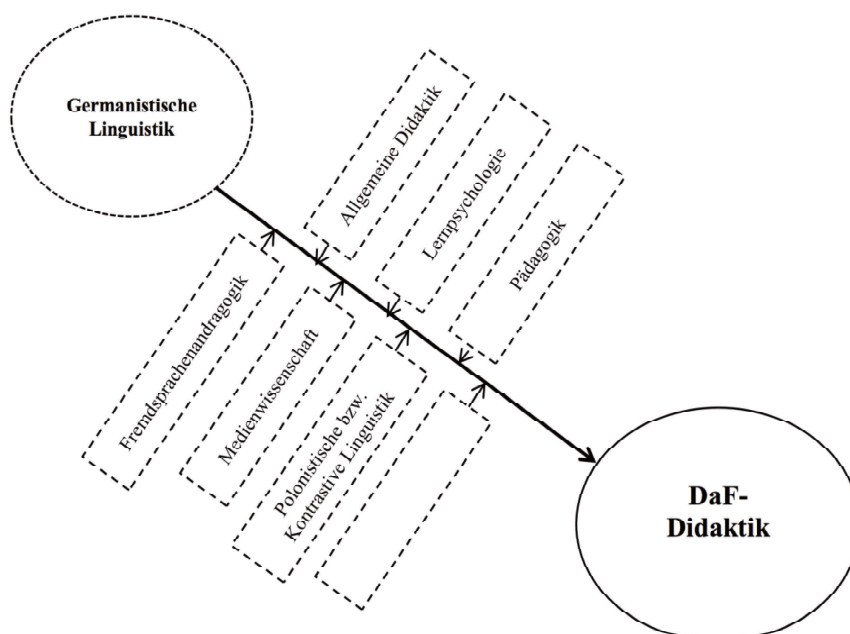 Germanistische
Linguistik
Allgemeine Didaktik
Lernpsychologie
Pädagogik
Fremdsprachenandragogik
Medienwissenschaft
Polonistische bzw.
Kontrastive Linguistik
DaF-
Didaktik